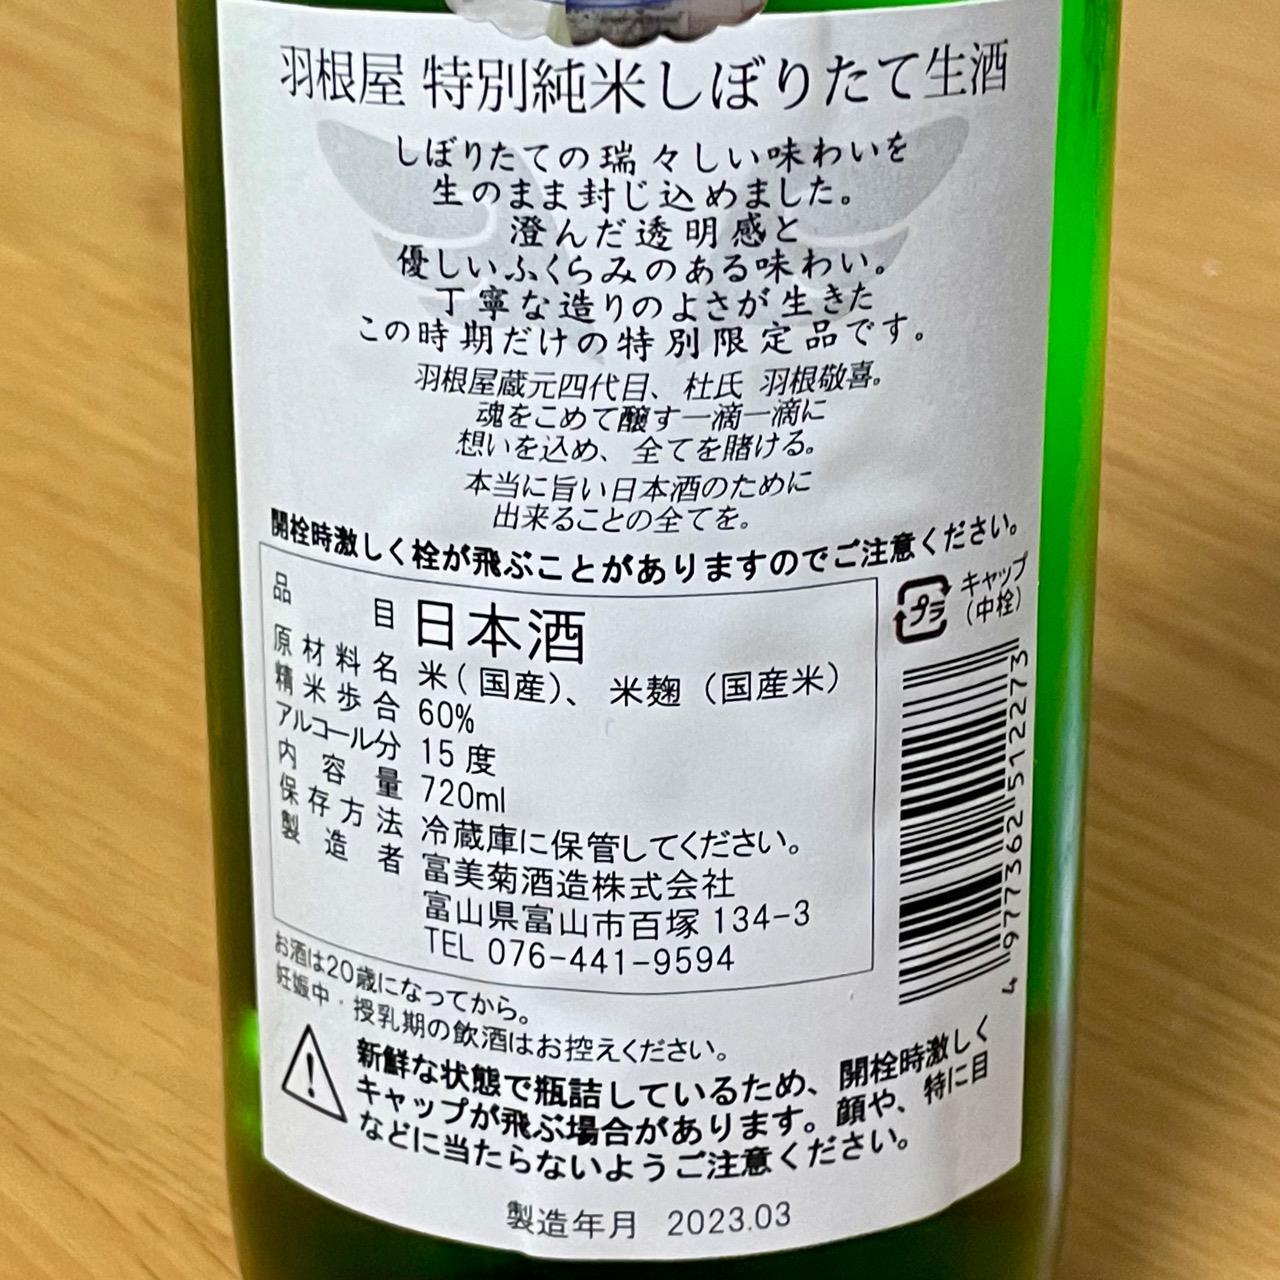 羽根屋 特別純米しぼりたて生酒
しぼりたての瑞々しい味わいを
生のまま封じ込めました。
澄んだ透明感と
優しいふくらみのある味わい。
丁寧な造りのよさが生きた
この時期だけの特別限定品です。
羽根屋蔵元四代目、杜氏 羽根敬喜。
魂をこめて醸す一滴一滴に
想いを込め、全てを賭ける。
本当に旨い日本酒のために
出来ることの全てを。
開栓時激しく栓が飛ぶことがありますのでご注意ください。
品目 日本酒
原材料名 米(国産)、米麹(国産米)
精米歩合 60%
アルコール分 15度
内容量 720ml
保存方法 冷蔵庫に保管してください。
製造者 富美菊酒造株式会社
富山県富山市百塚134-3
TEL 076-441-9594
プラ
キャップ
(中栓)
4977362512273
お酒は20歳になってから。
妊娠中・授乳期の飲酒はお控えください。
新鮮な状態で瓶詰しているため、開栓時激しく
キャップが飛ぶ場合があります。顔や、特に目
などに当たらないようご注意ください。
製造年月 2023.03